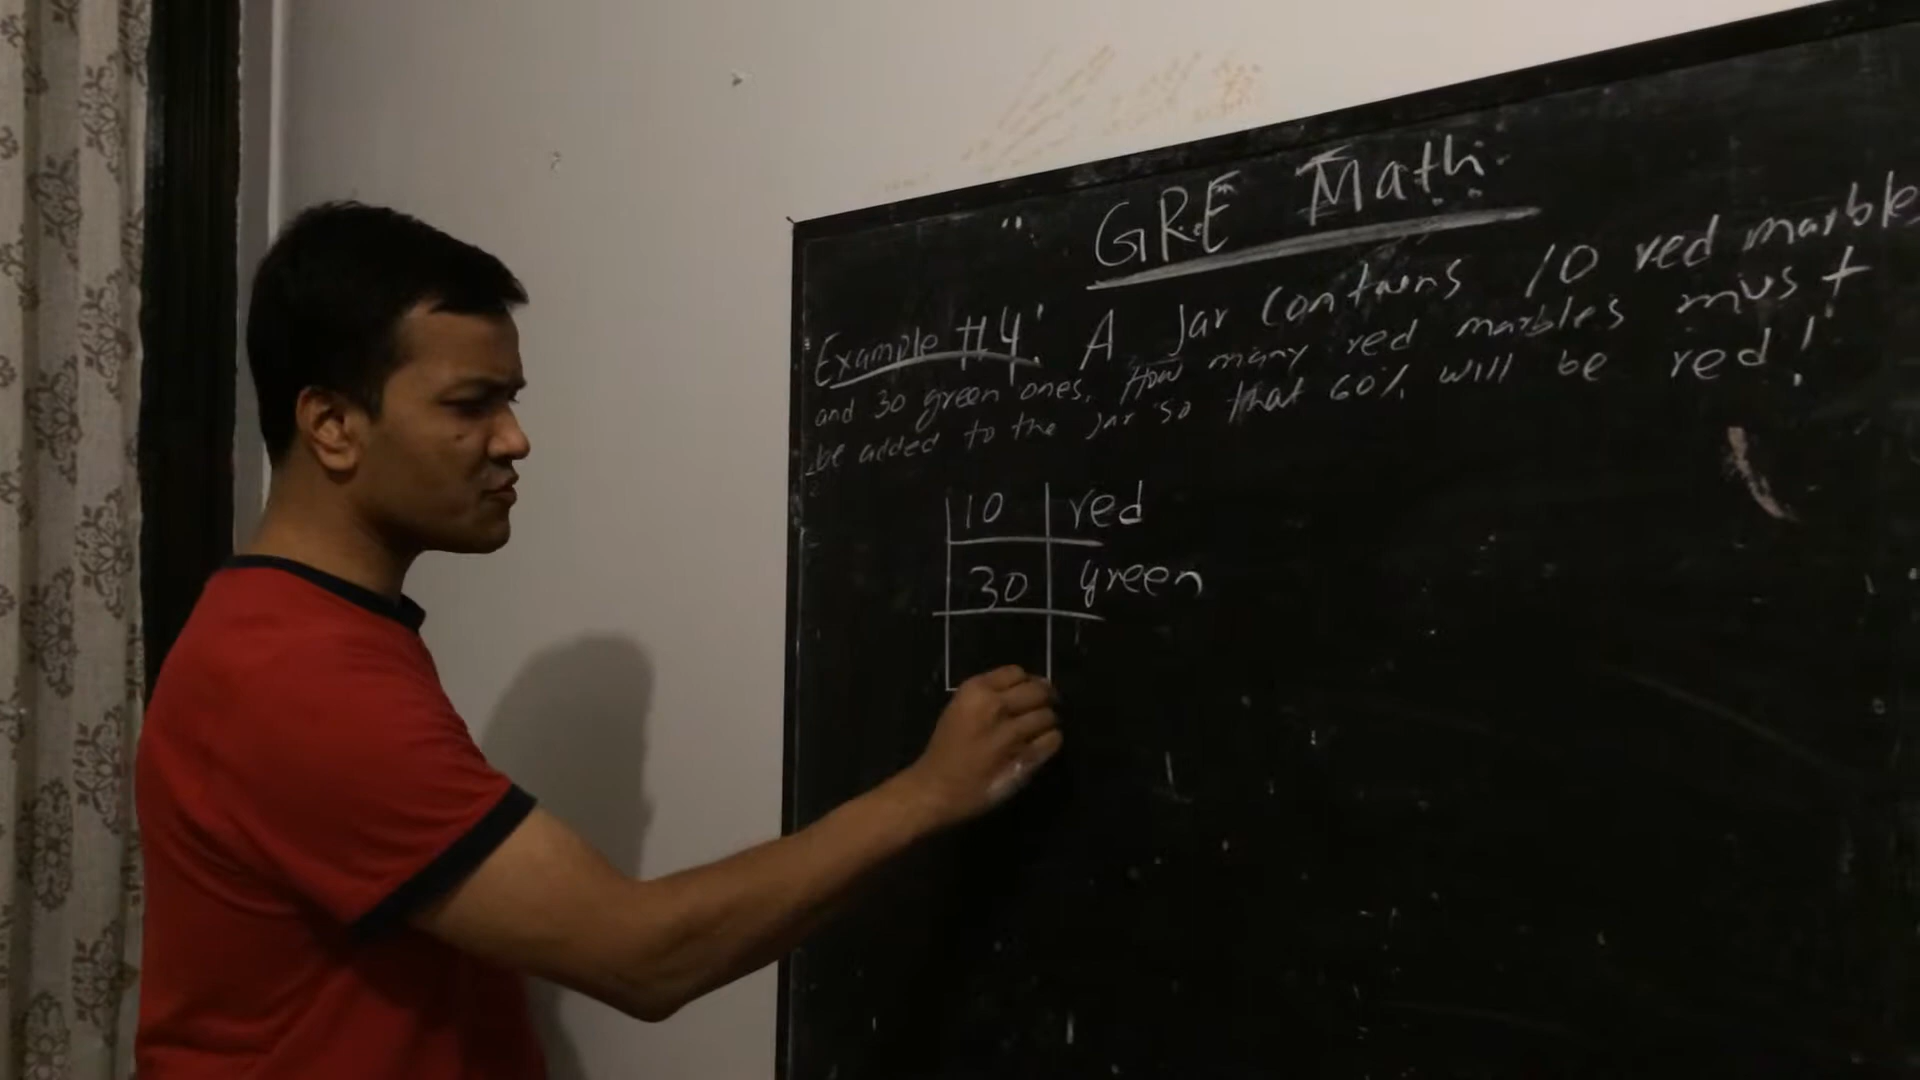 GRE Math
Example #4: A Jar contains 10 red marble
and 30 green ones. How many red marbles must
be added to the jar so that 60% will be red?
10 red
30 green